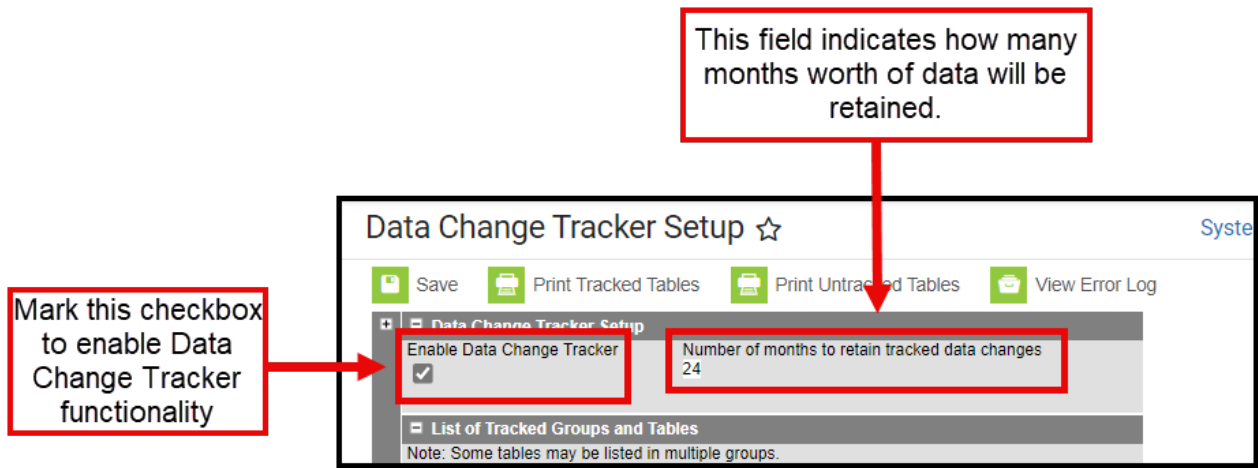 This field indicates how many
months worth of data will be
retained.
Data Change Tracker Setup
Syste
Save
Print Tracked Tables
Print Untracked Tables
View Error Log
Mark this checkbox
to enable Data
Change Tracker
functionality
Data Change Tracker Setup
Enable Data Change Tracker
Number of months to retain tracked data changes
24
List of Tracked Groups and Tables
Note: Some tables may be listed in multiple groups.